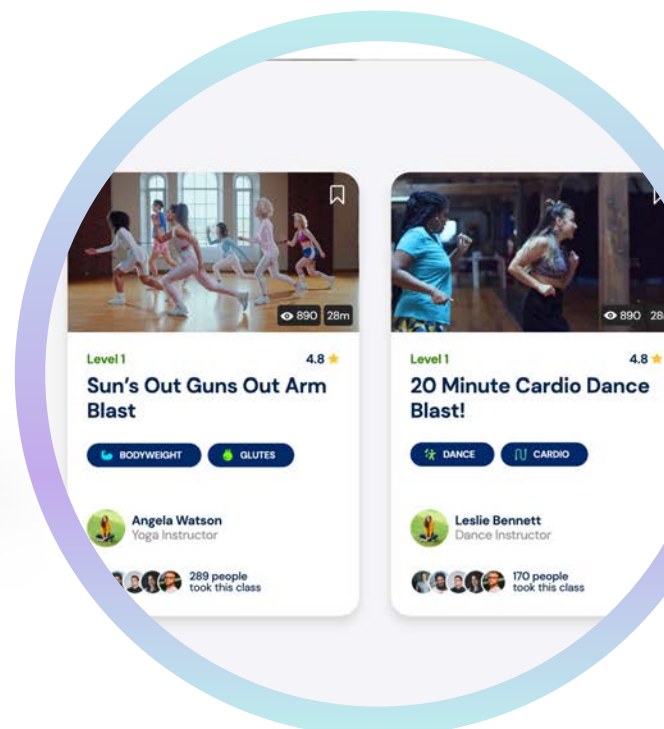 890 28m
Level 1 4.8
Sun's Out Guns Out Arm
Blast
BODYWEIGHT GLUTES
Angela Watson
Yoga Instructor
289 people
took this class
890
Level 1 4.8
20 Minute Cardio Dance
Blast!
DANCE CARDIO
Leslie Bennett
Dance Instructor
170 people
took this class